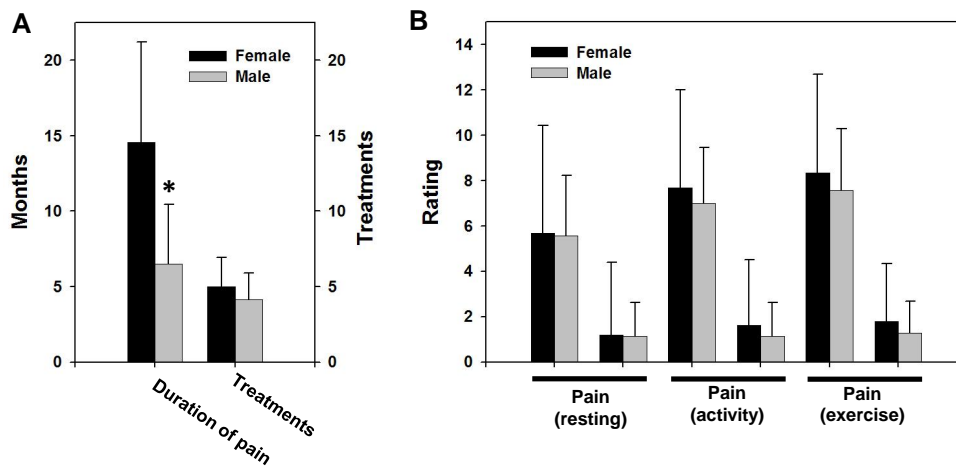 A
Months
20
15
10
5
0
Female
Male
*
20
15
10
5
0
Treatments
Duration of pain
Treatments
B
Rating
14
12
10
8
6
4
2
0
Female
Male
Pain
(resting)
Pain
(activity)
Pain
(exercise)